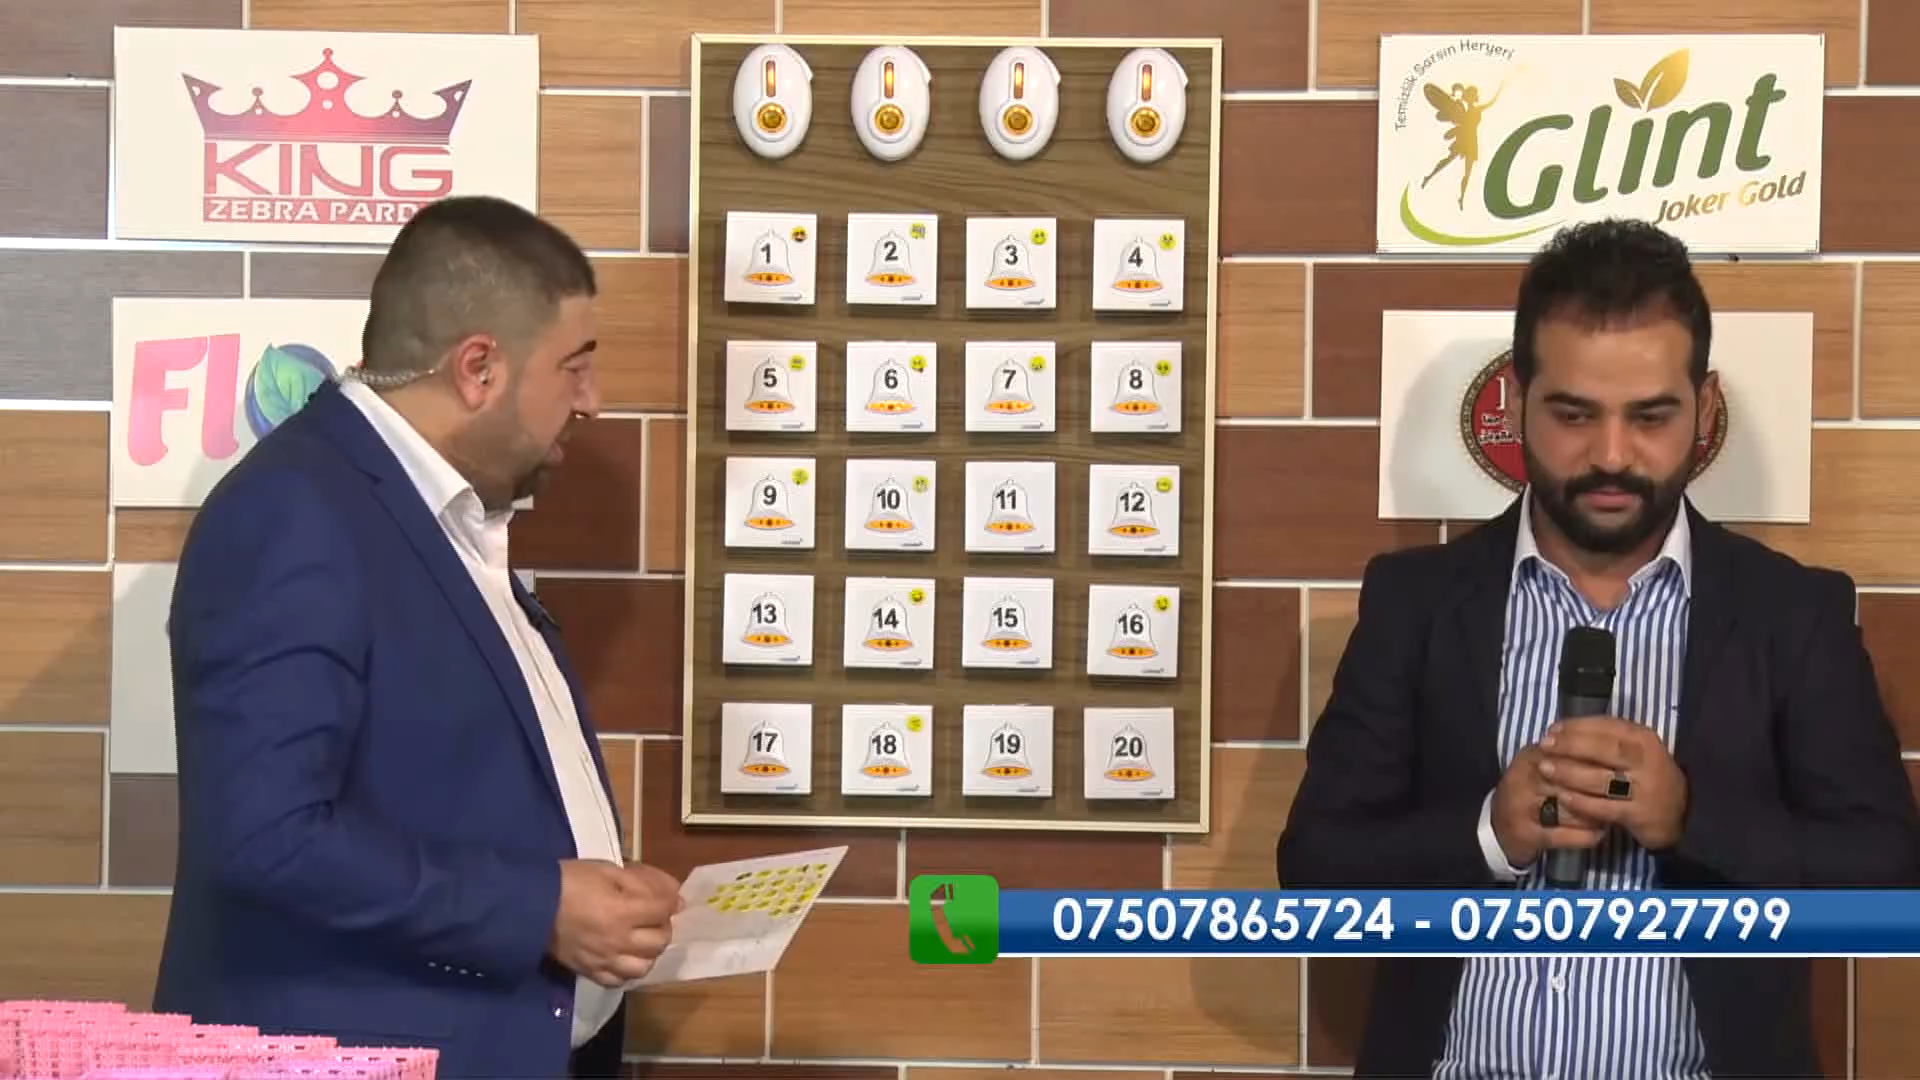 KING
ZEBRA PARD
Temizlik Sarsın Heryeri
Glint
Joker Gold
Flo
1
2
3
4
5
6
7
8
9
10
11
12
13
14
15
16
17
18
19
20
07507865724 - 07507927799